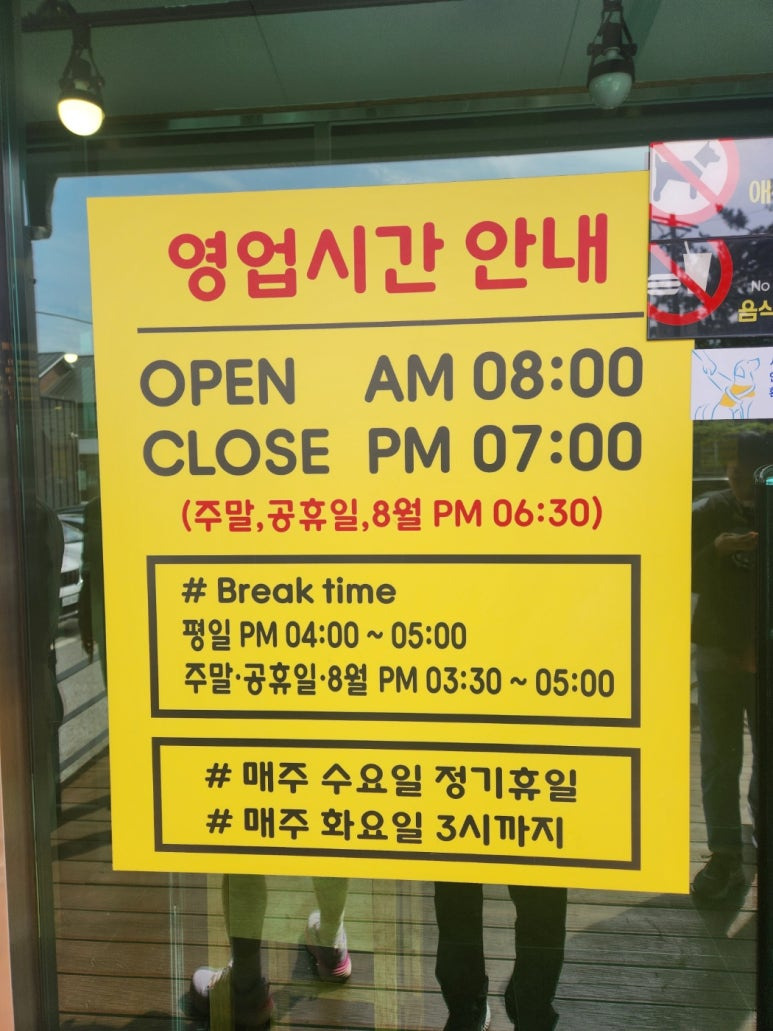 영업시간 안내
OPEN AM 08:00
CLOSE PM 07:00
(주말,공휴일,8월 PM 06:30)
# Break time
평일 PM 04:00 ~ 05:00
주말·공휴일·8월 PM 03:30 ~ 05:00
# 매주 수요일 정기휴일
# 매주 화요일 3시까지
No